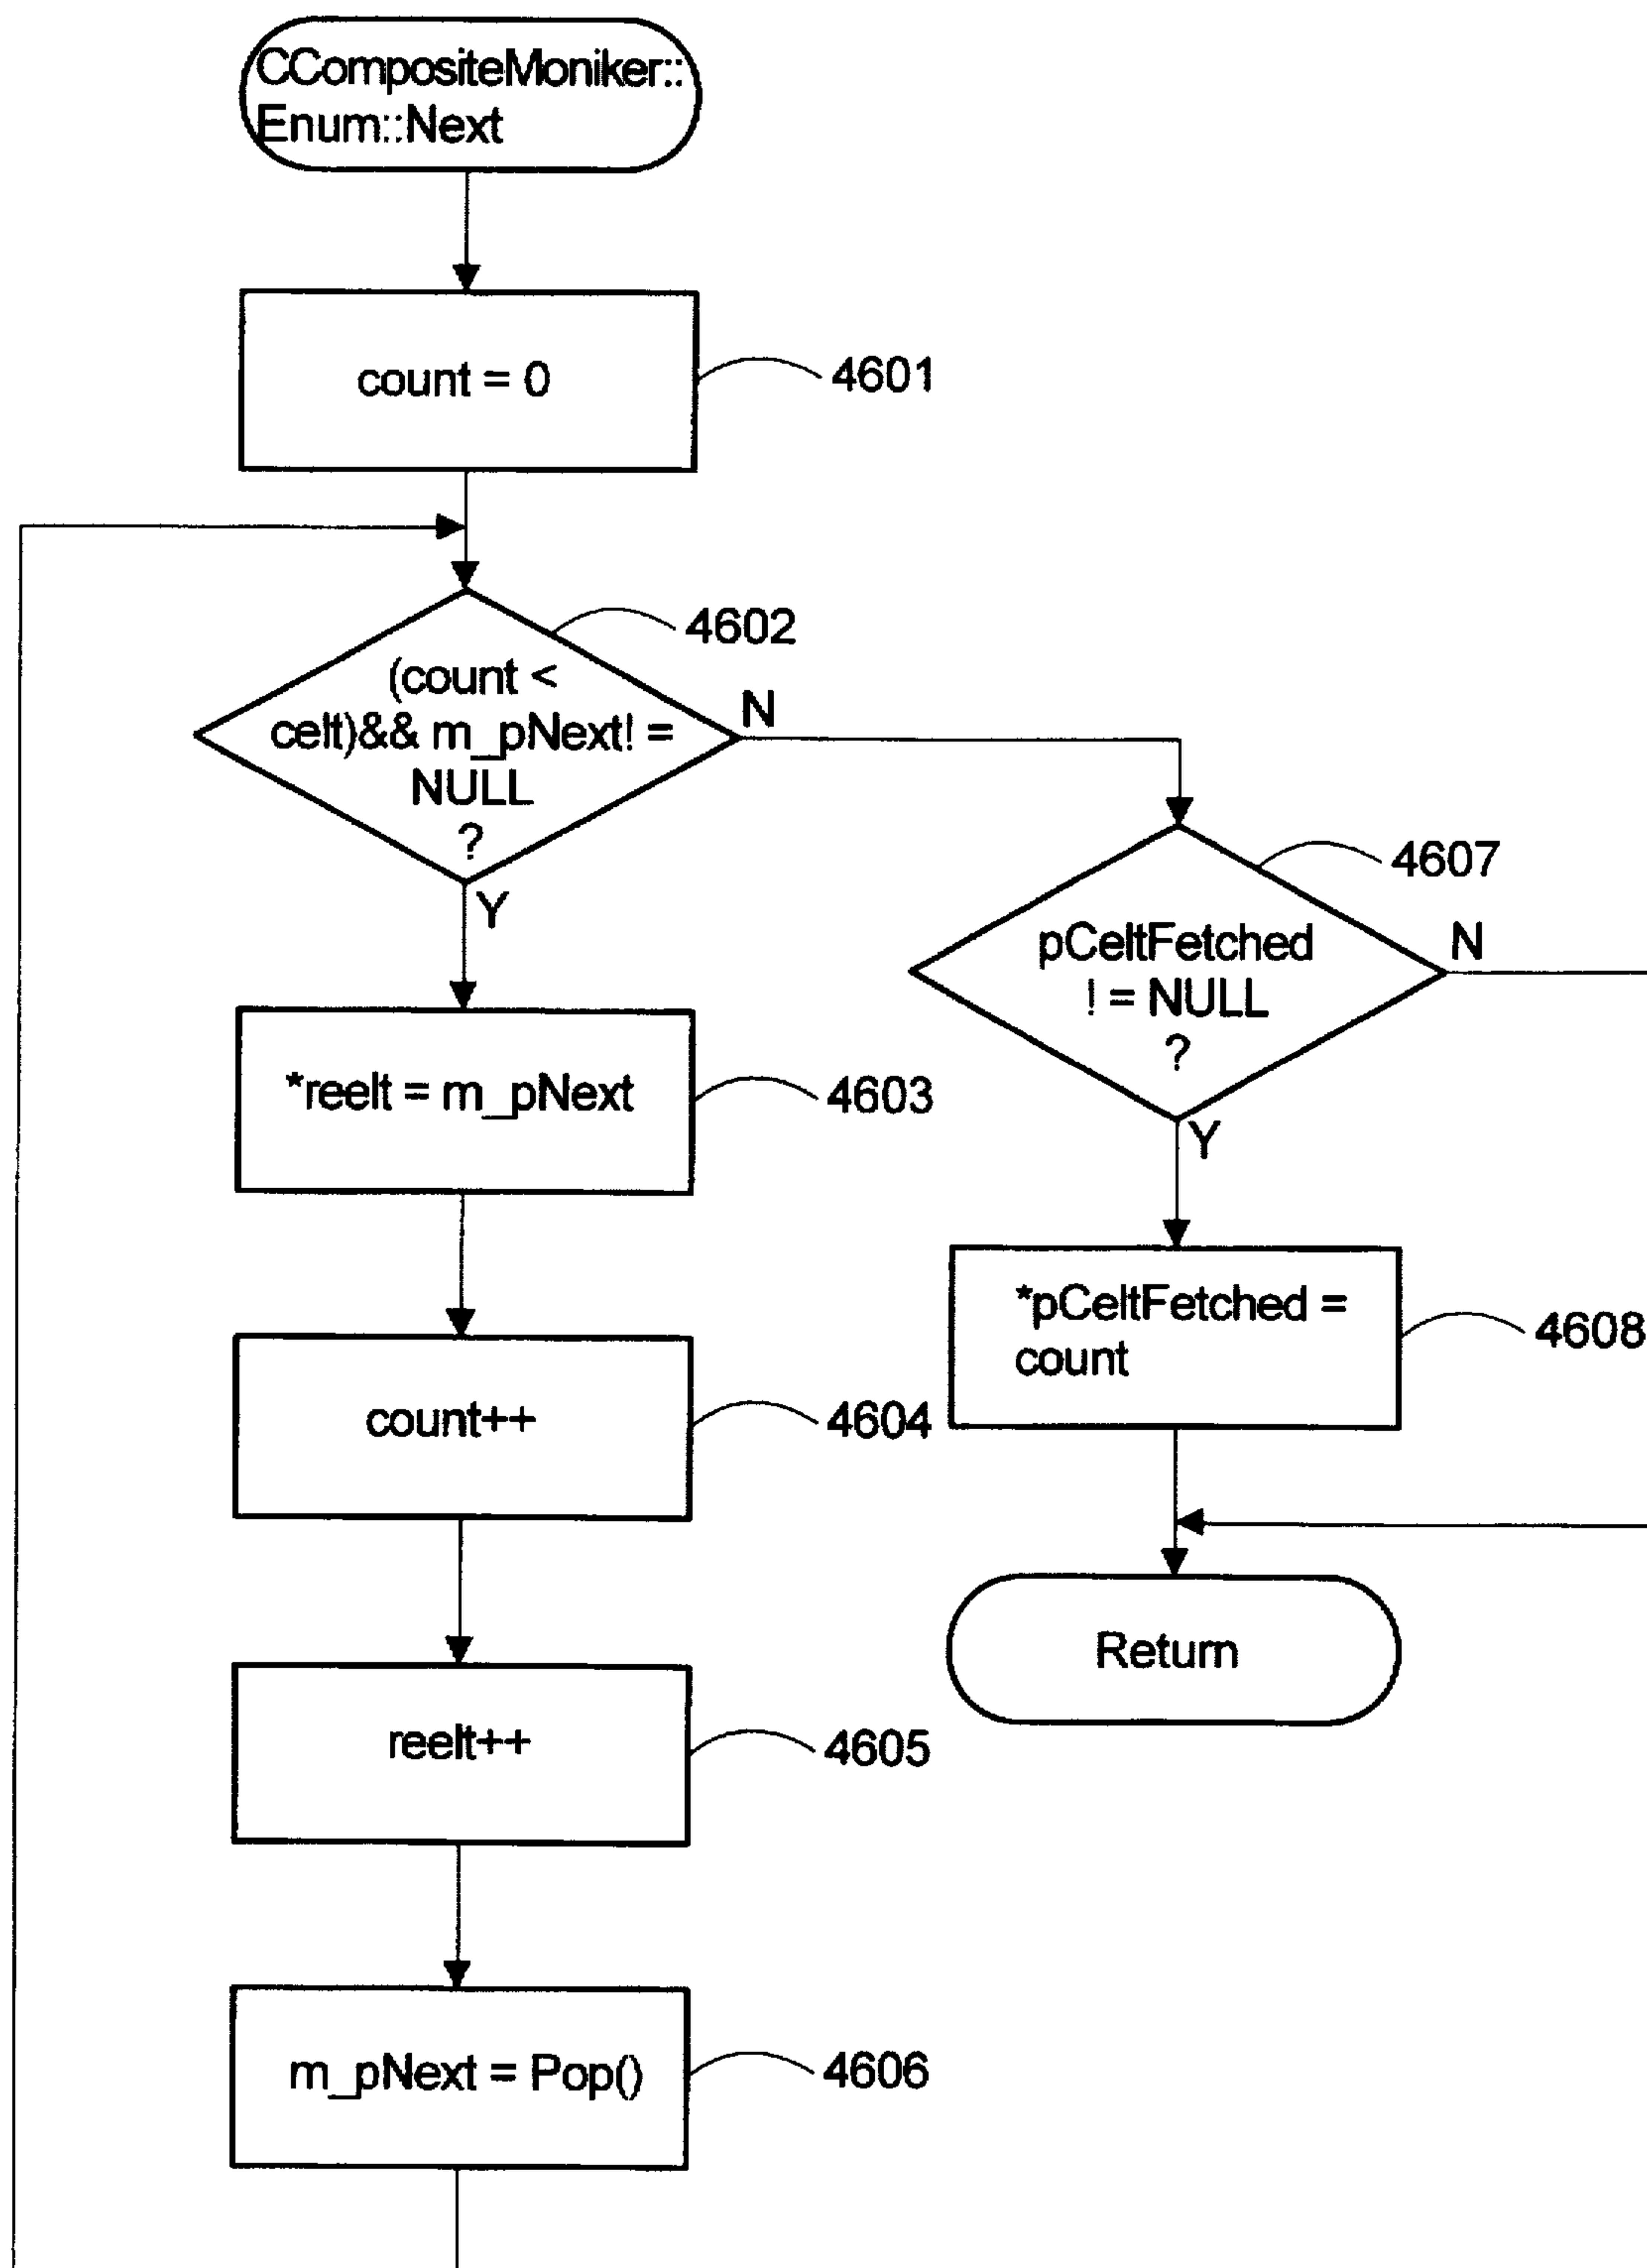 CCompositeMoniker::
Enum::Next
count = 0
4601
4602
(count <
celt)&& m_pNext! =
NULL
?
N
Y
4607
pCeltFetched
! = NULL
?
N
Y
*reelt = m_pNext
4603
*pCeltFetched =
count
4608
count++
4604
Return
reelt++
4605
m_pNext = Pop()
4606